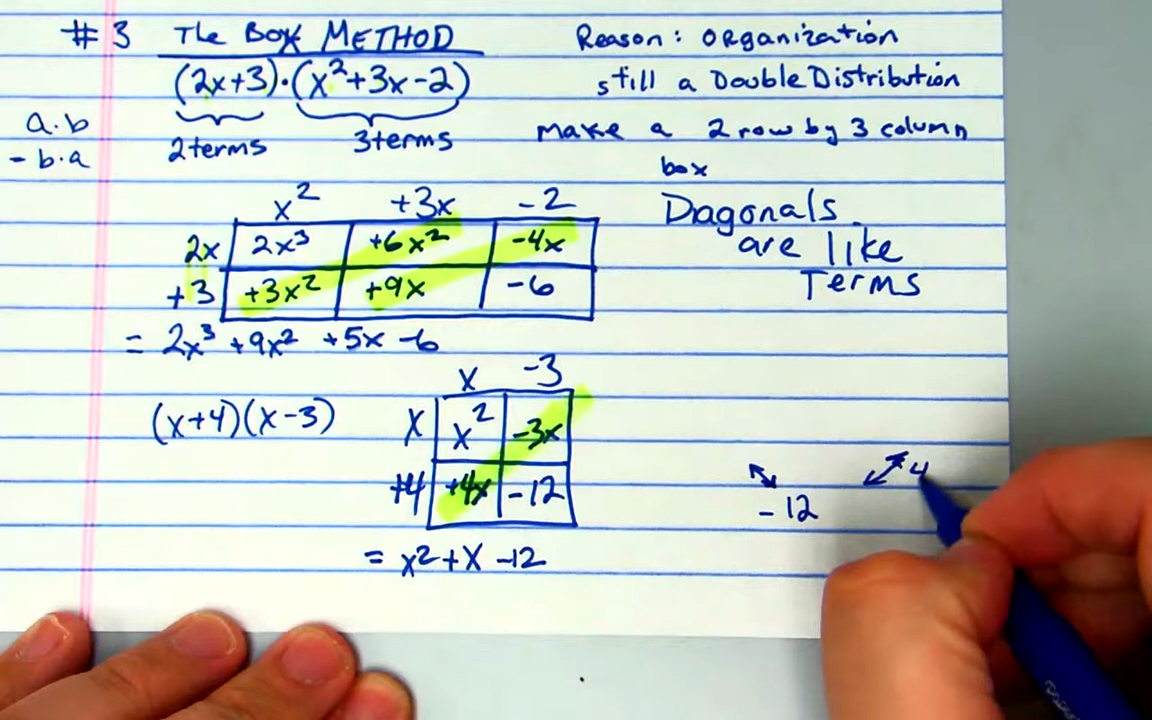 # 3 The Box METHOD
(2x+3)·(x²+3x-2)
2terms 3terms
a.b
- b.a
Reason: organization
still a Double Distribution
make a 2 row by 3 column
box
Dagonals
are like
Terms
x² +3x -2
2x 2x³ +6x² -4x
+3 +3x² +9x -6
= 2x³ +9x² +5x -6
(x+4)(x-3)
x -3
x x² -3x
+4 +4x -12
= x²+x -12
-12
4